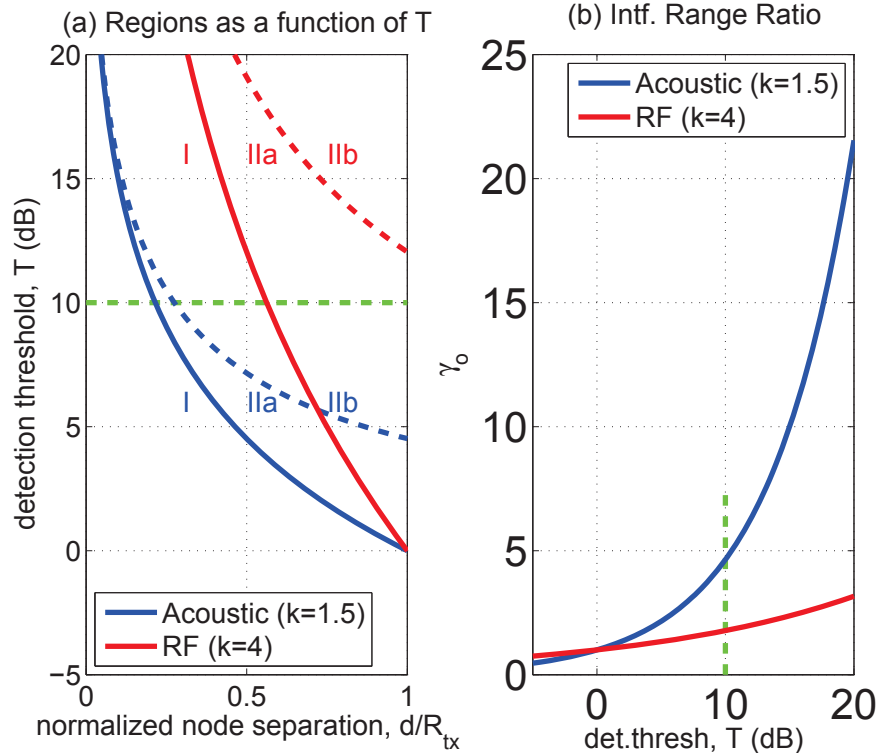 (a) Regions as a function of T
20
15
10
5
0
−5
detection threshold, T (dB)
I
IIa
IIb
I
IIa
IIb
Acoustic (k=1.5)
RF (k=4)
0
0.5
1
normalized node separation, d/R_tx
(b) Intf. Range Ratio
25
20
15
10
5
0
γ_o
Acoustic (k=1.5)
RF (k=4)
0
10
20
det.thresh, T (dB)